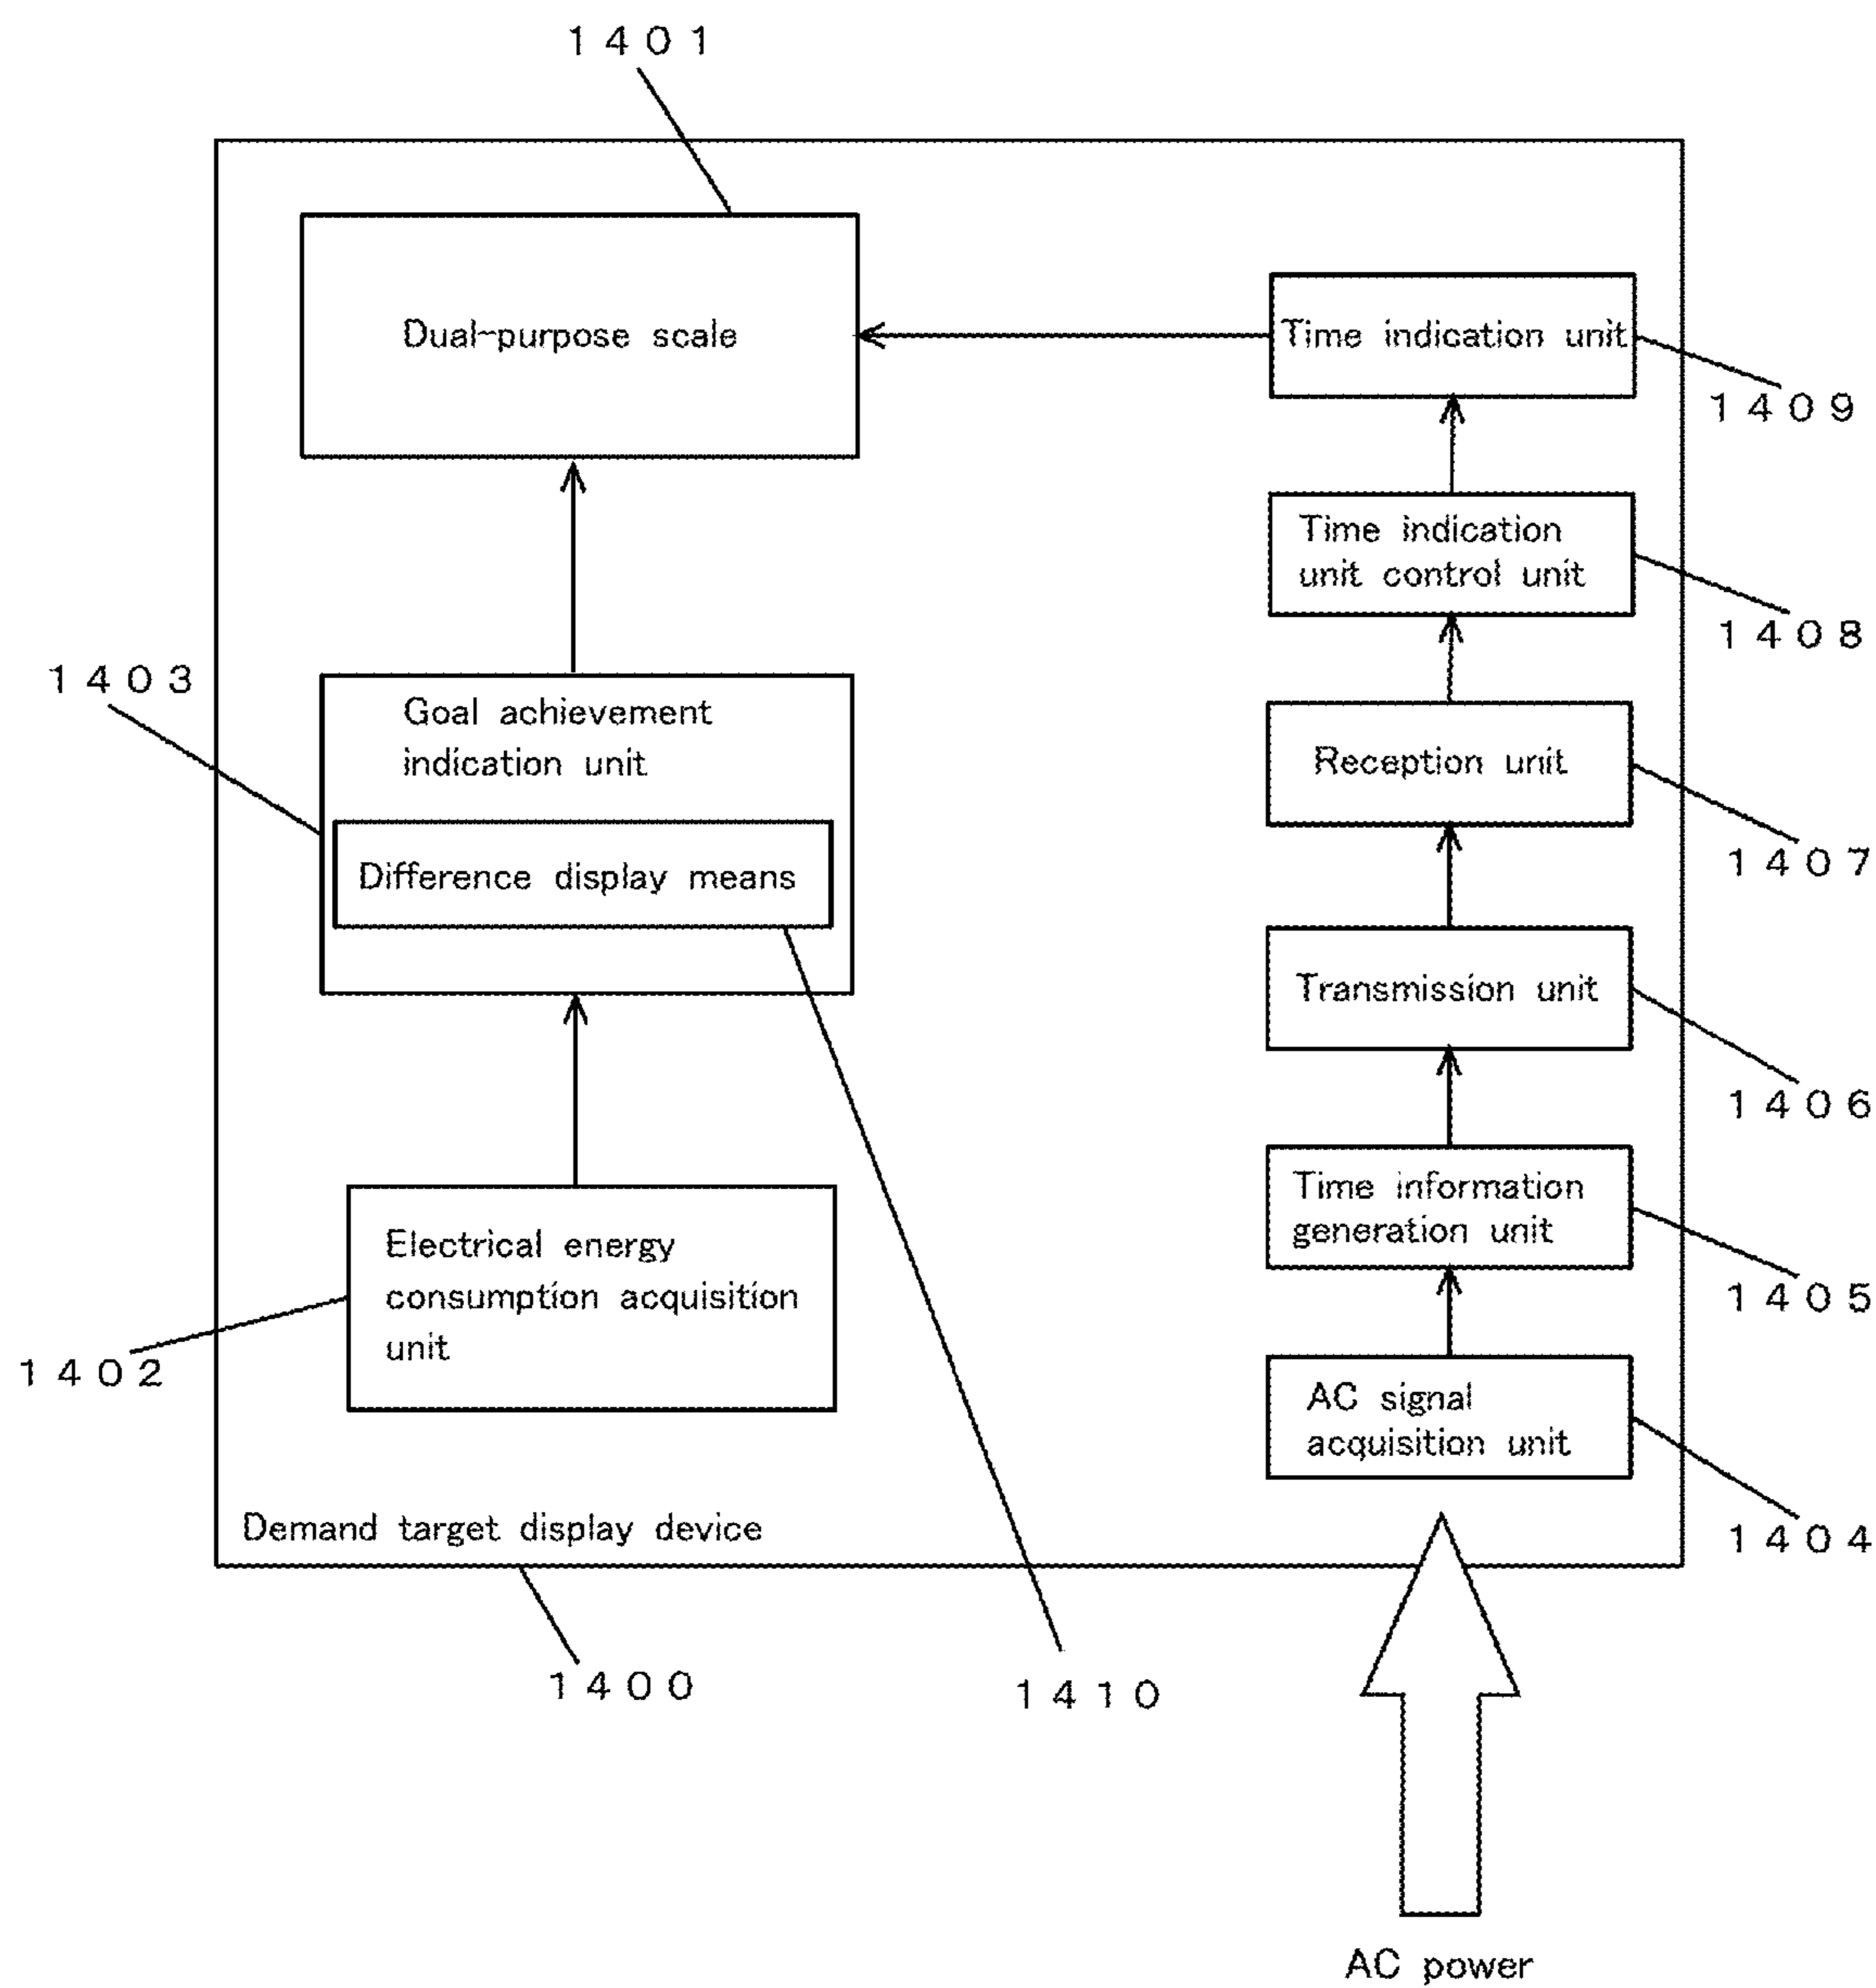 1401
Dual-purpose scale
Time indication unit
1409
Time indication
unit control unit
1408
1403
Goal achievement
indication unit
Reception unit
1407
Difference display means
Transmission unit
1406
Time information
generation unit
1405
Electrical energy
consumption acquisition
unit
1402
AC signal
acquisition unit
1404
Demand target display device
1400
1410
AC power